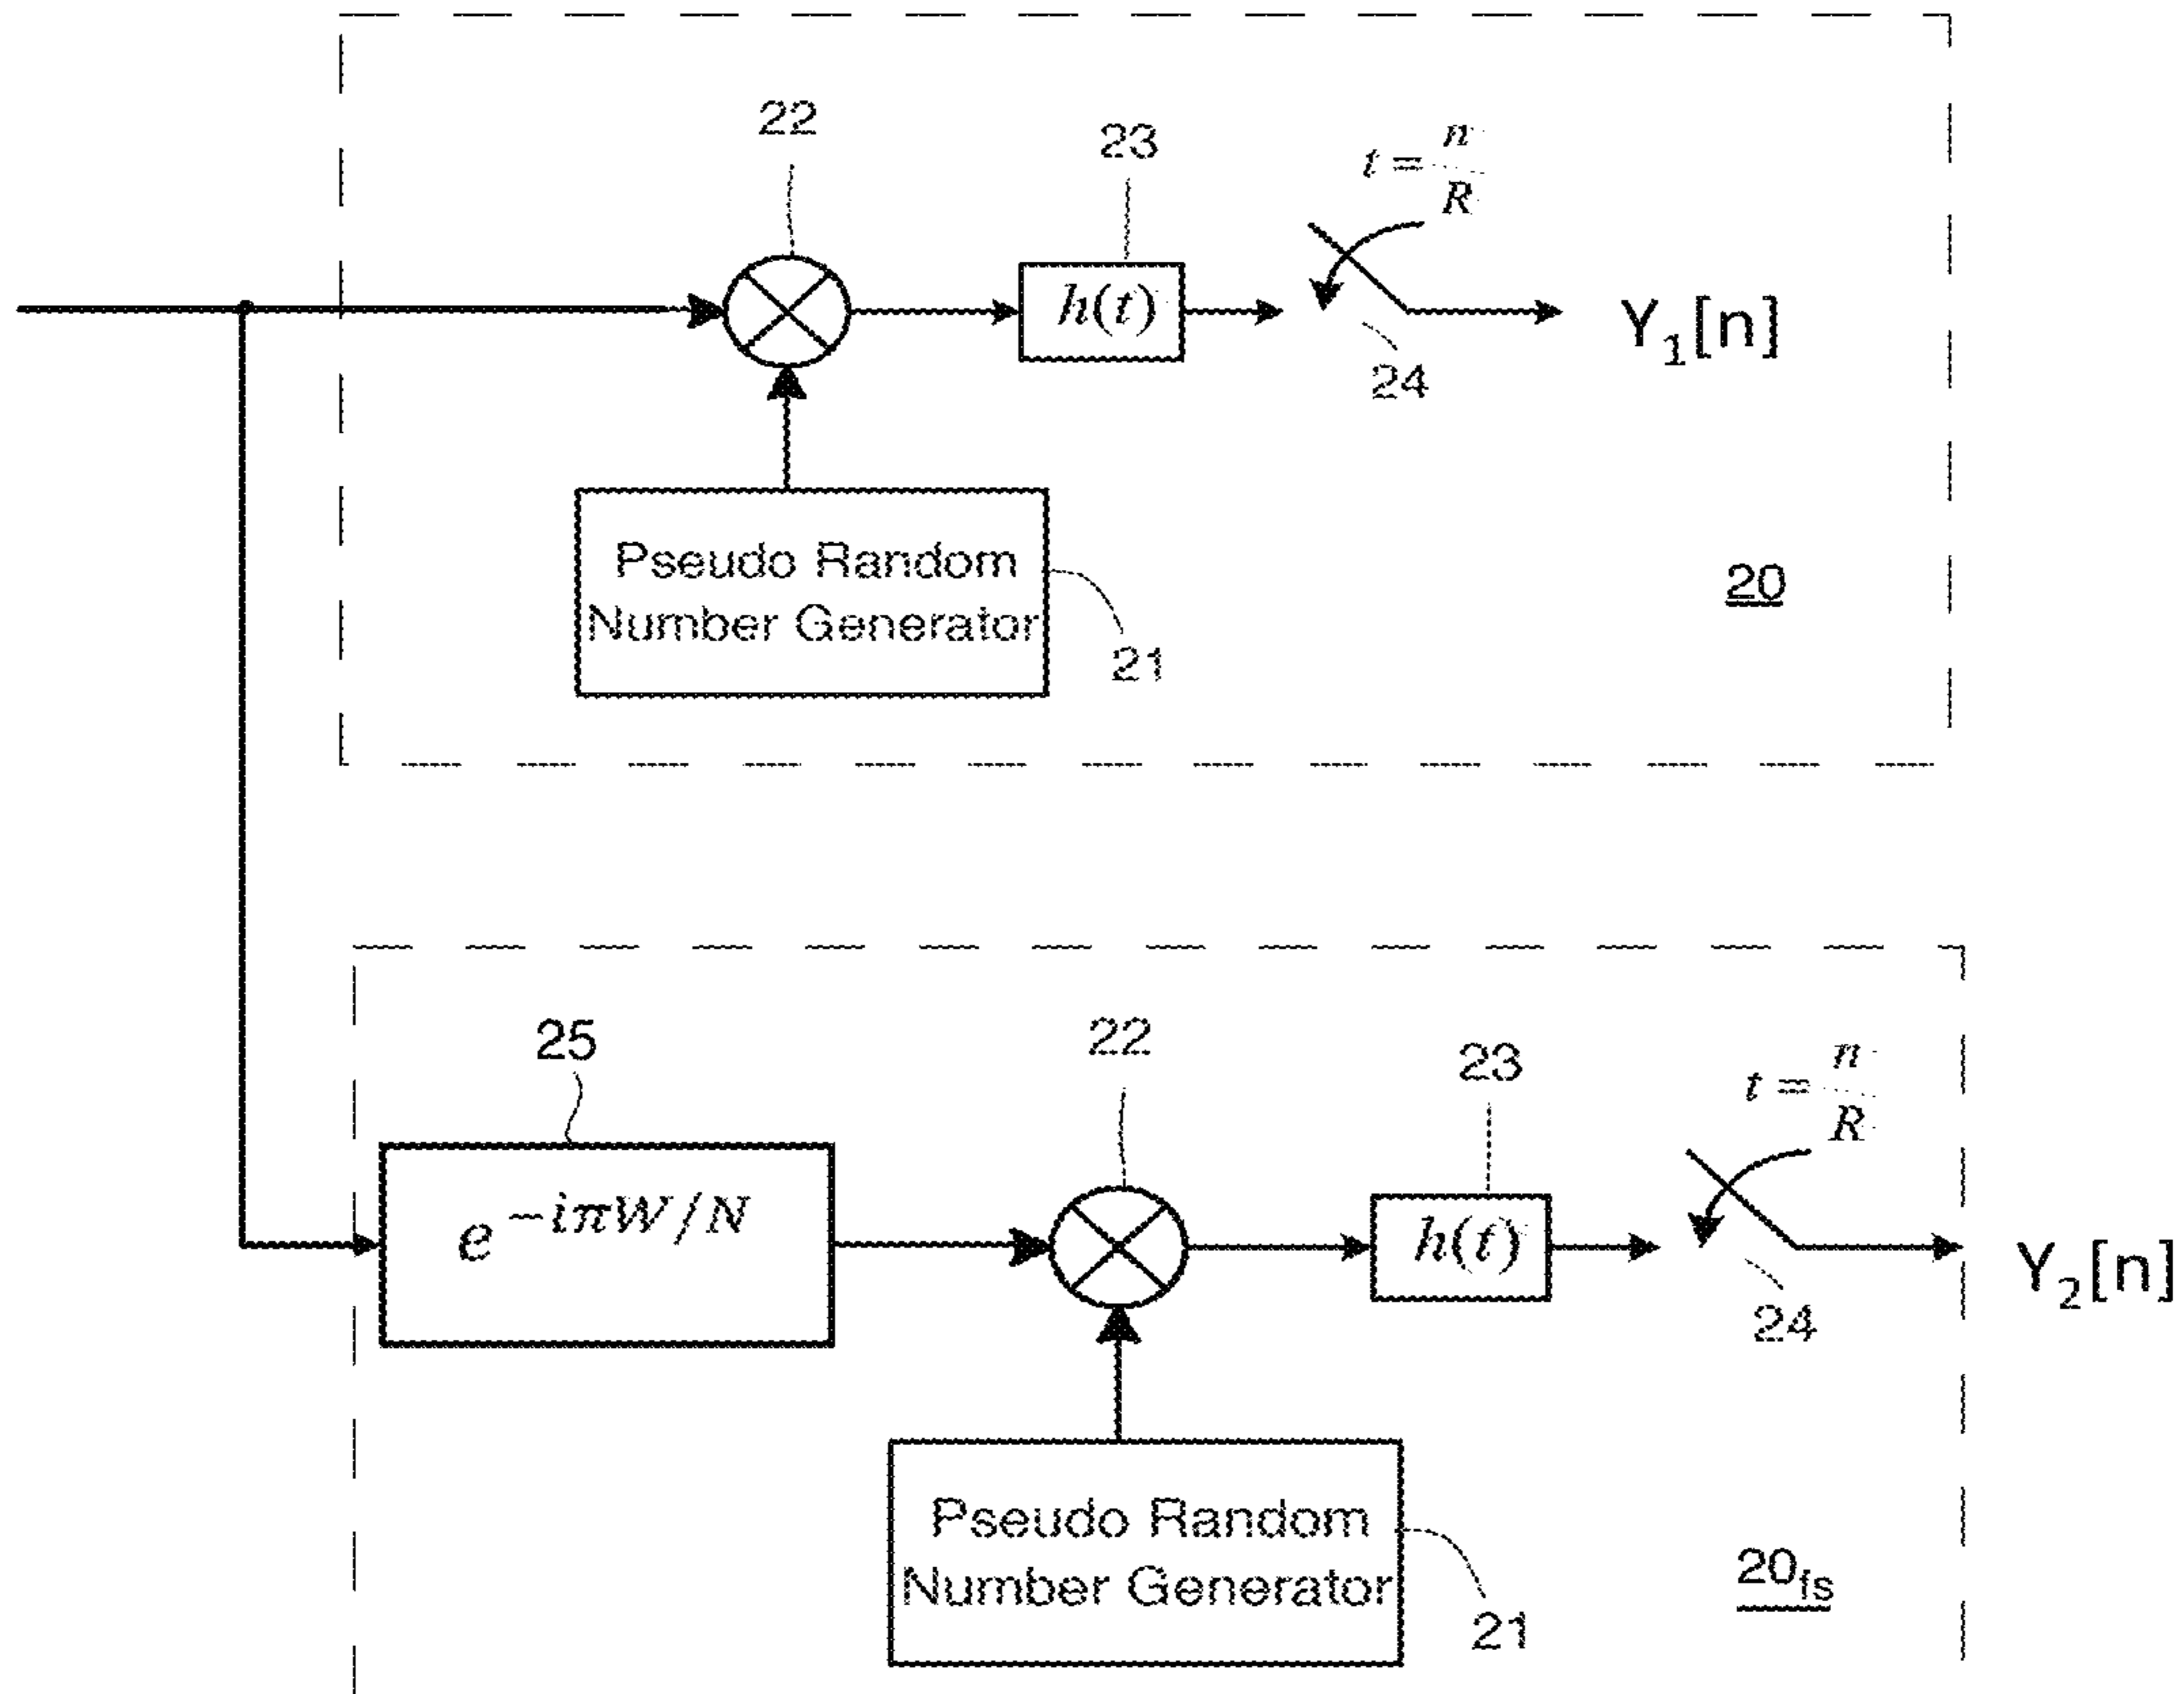 22
23
t = n/R
h(t)
Y₁[n]
24
Pseudo Random
Number Generator
21
20
25
22
23
t = n/R
e^{-iπW/N}
h(t)
Y₂[n]
24
Pseudo Random
Number Generator
21
20fs